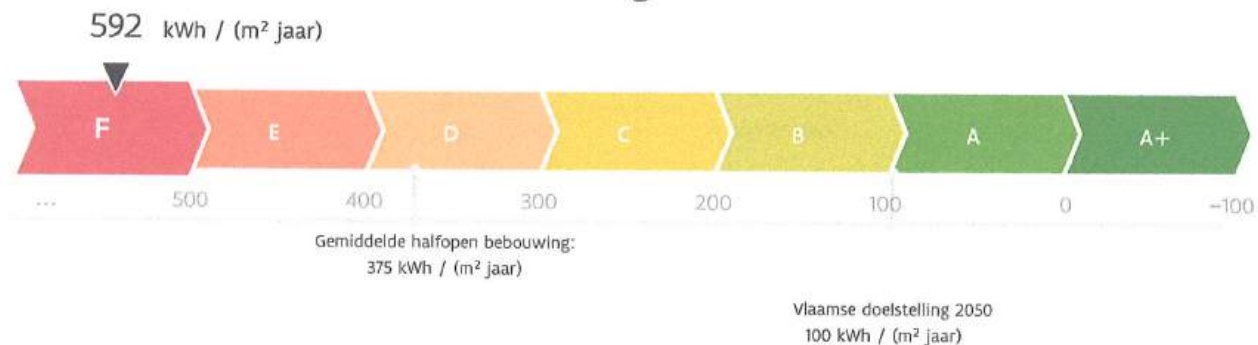 592 kWh / (m² jaar)
F E D C B A A+
... 500 400 300 200 100 0 -100
Gemiddelde halfopen bebouwing:
375 kWh / (m² jaar)
Vlaamse doelstelling 2050
100 kWh / (m² jaar)